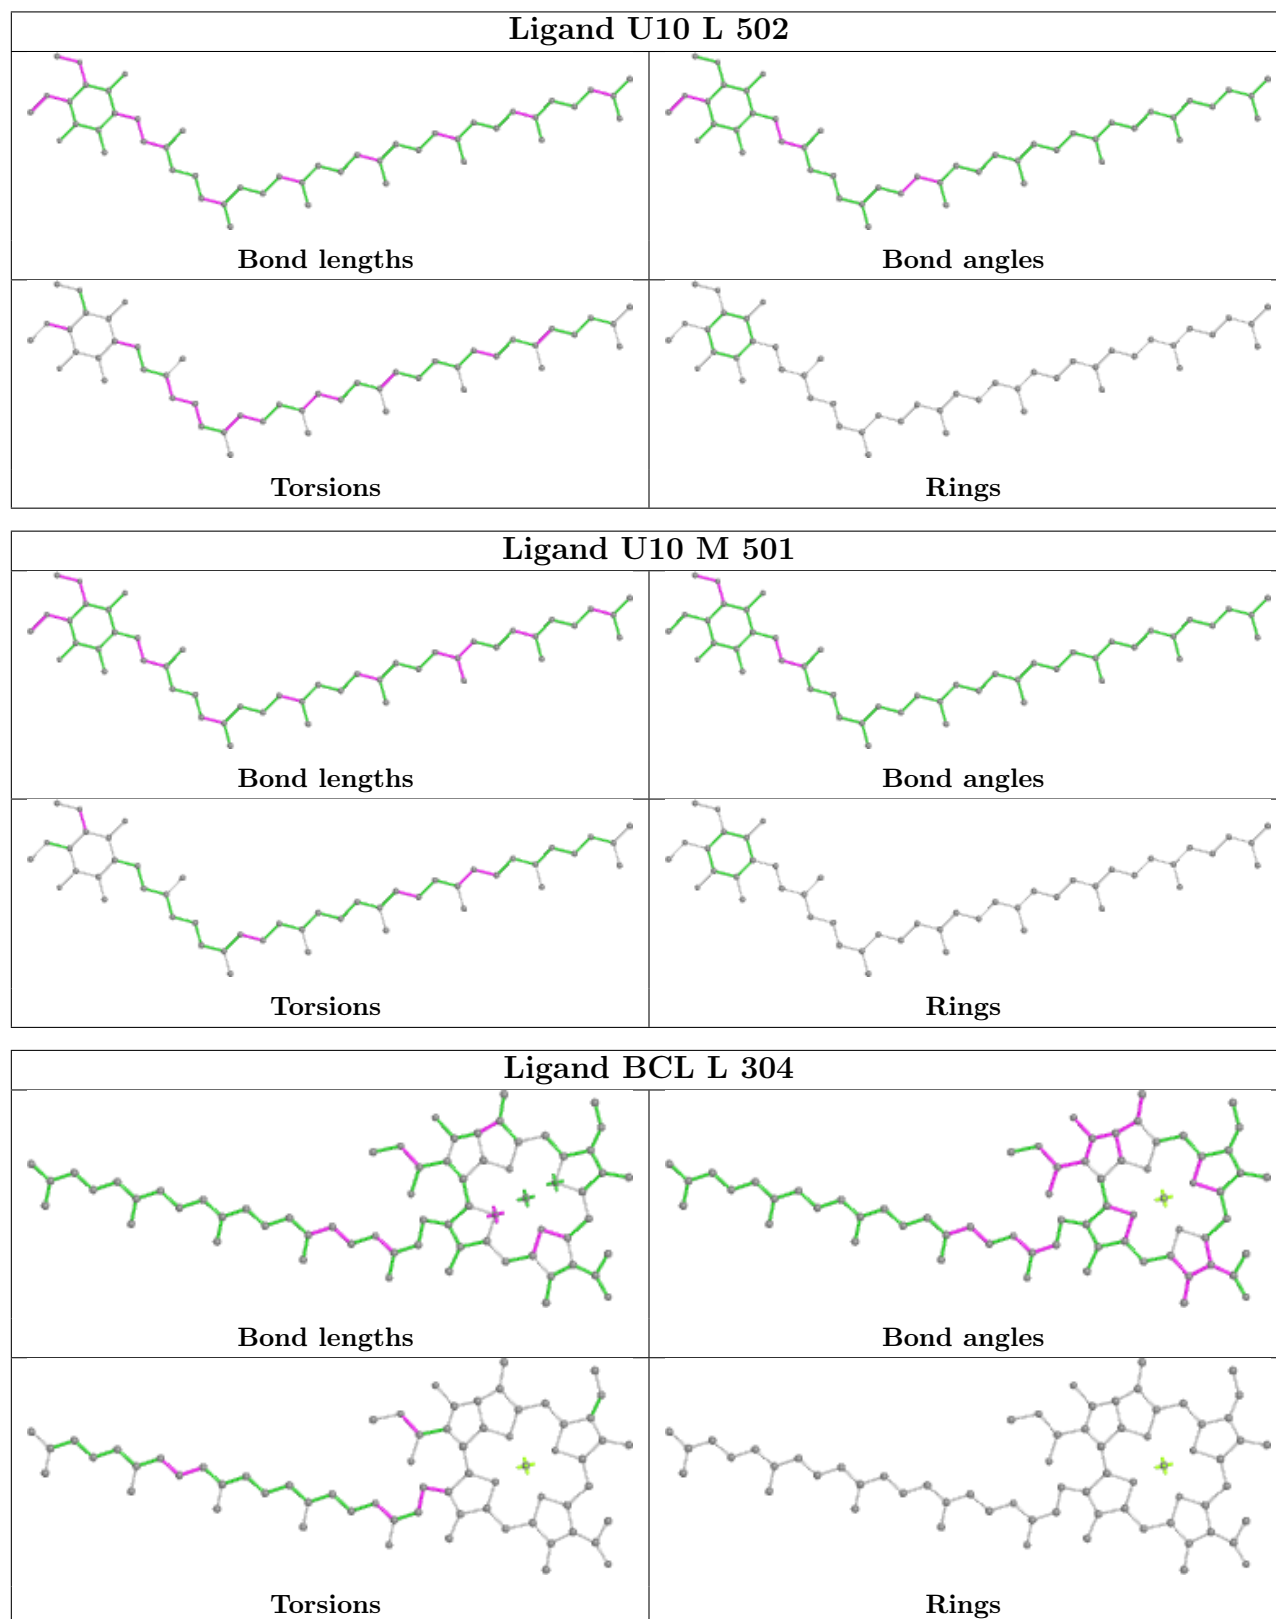 Ligand U10 L 502
Bond lengths
Bond angles
Torsions
Rings
Ligand U10 M 501
Bond lengths
Bond angles
Torsions
Rings
Ligand BCL L 304
Bond lengths
Bond angles
Torsions
Rings